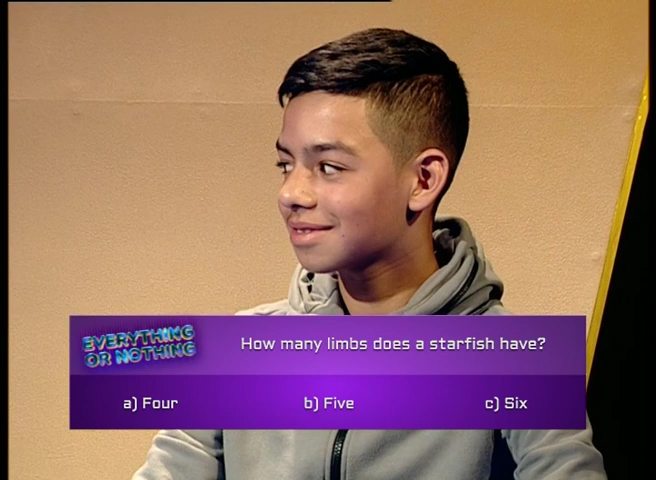 EVERYTHING
OR NOTHING
How many limbs does a starfish have?
a) Four
b) Five
c) Six